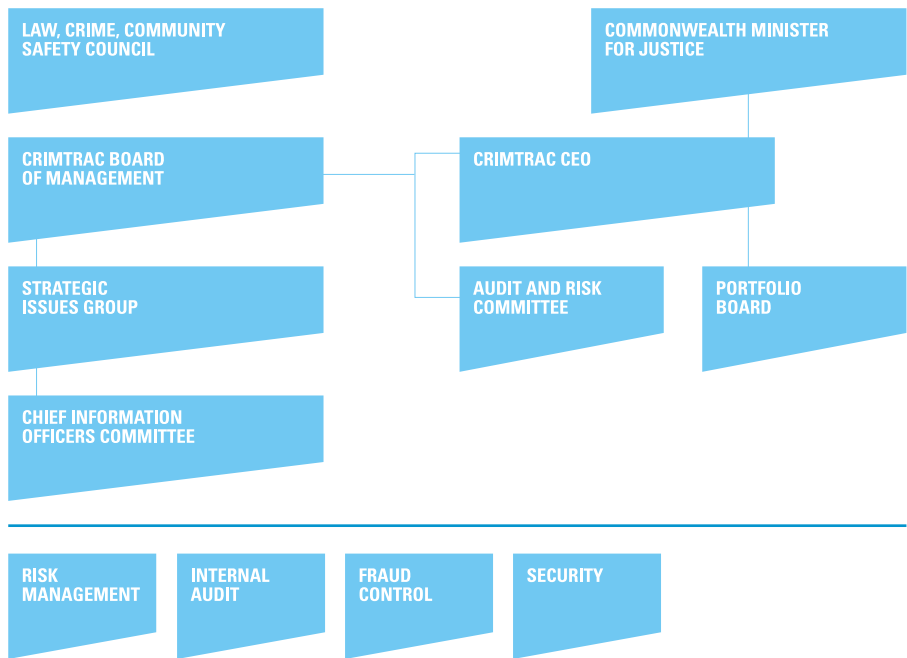 LAW, CRIME, COMMUNITY
SAFETY COUNCIL
COMMONWEALTH MINISTER
FOR JUSTICE
CRIMTRAC BOARD
OF MANAGEMENT
CRIMTRAC CEO
STRATEGIC
ISSUES GROUP
AUDIT AND RISK
COMMITTEE
PORTFOLIO
BOARD
CHIEF INFORMATION
OFFICERS COMMITTEE
RISK
MANAGEMENT
INTERNAL
AUDIT
FRAUD
CONTROL
SECURITY